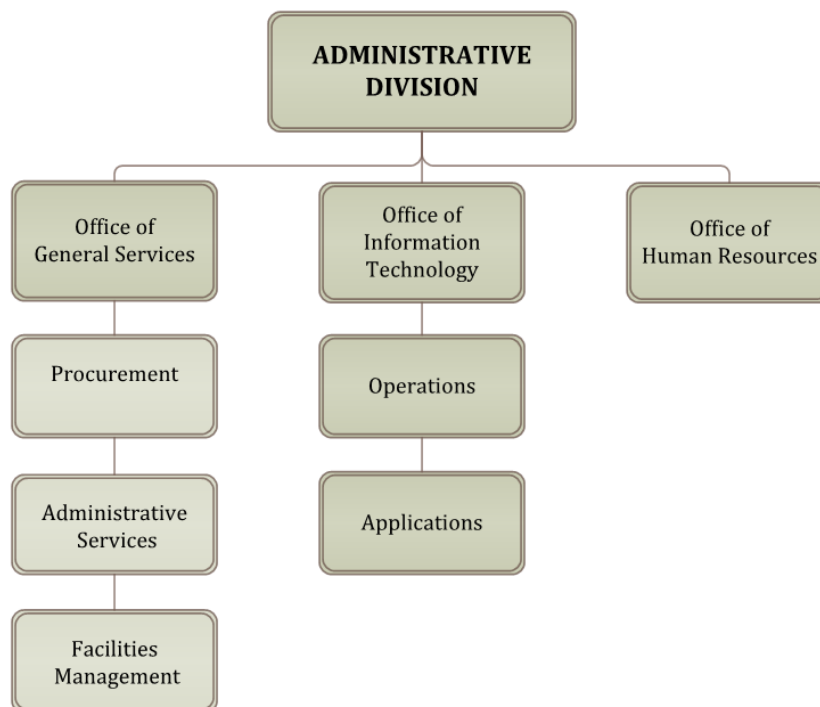 ADMINISTRATIVE
DIVISION
Office of
General Services
Office of
Information
Technology
Office of
Human Resources
Procurement
Operations
Administrative
Services
Applications
Facilities
Management